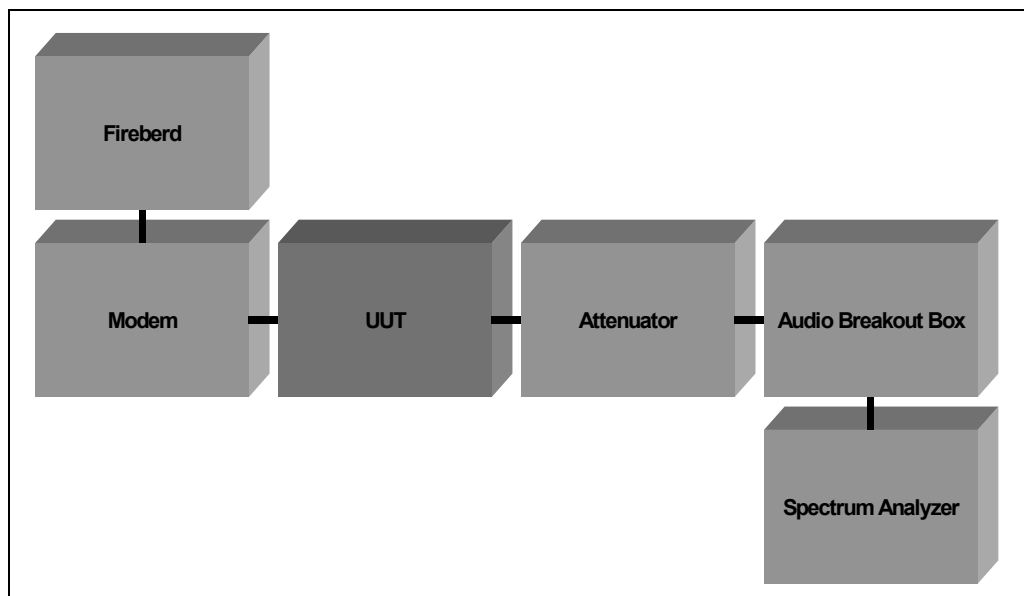 Fireberd
Modem
UUT
Attenuator
Audio Breakout Box
Spectrum Analyzer